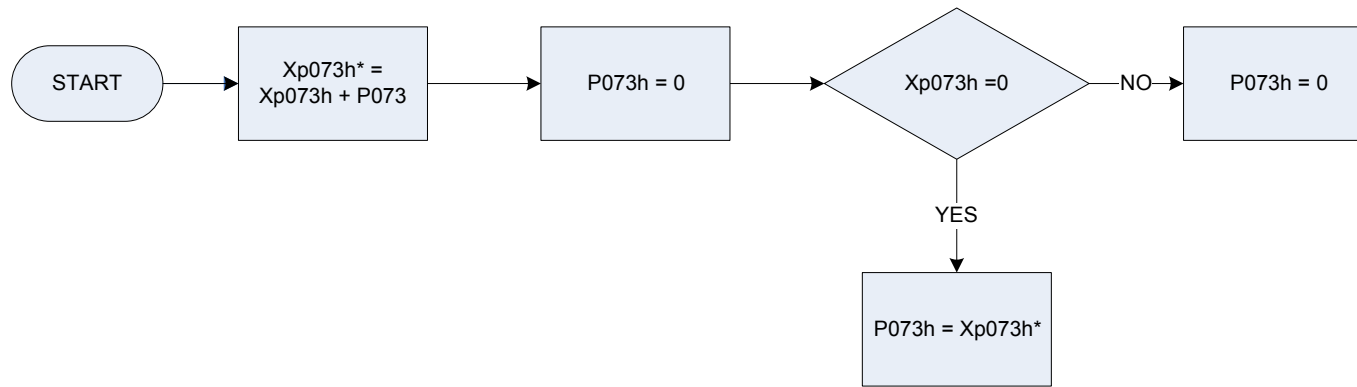 START
Xp073h* =
Xp073h + P073
P073h = 0
Xp073h =0
NO
P073h = 0
YES
P073h = Xp073h*